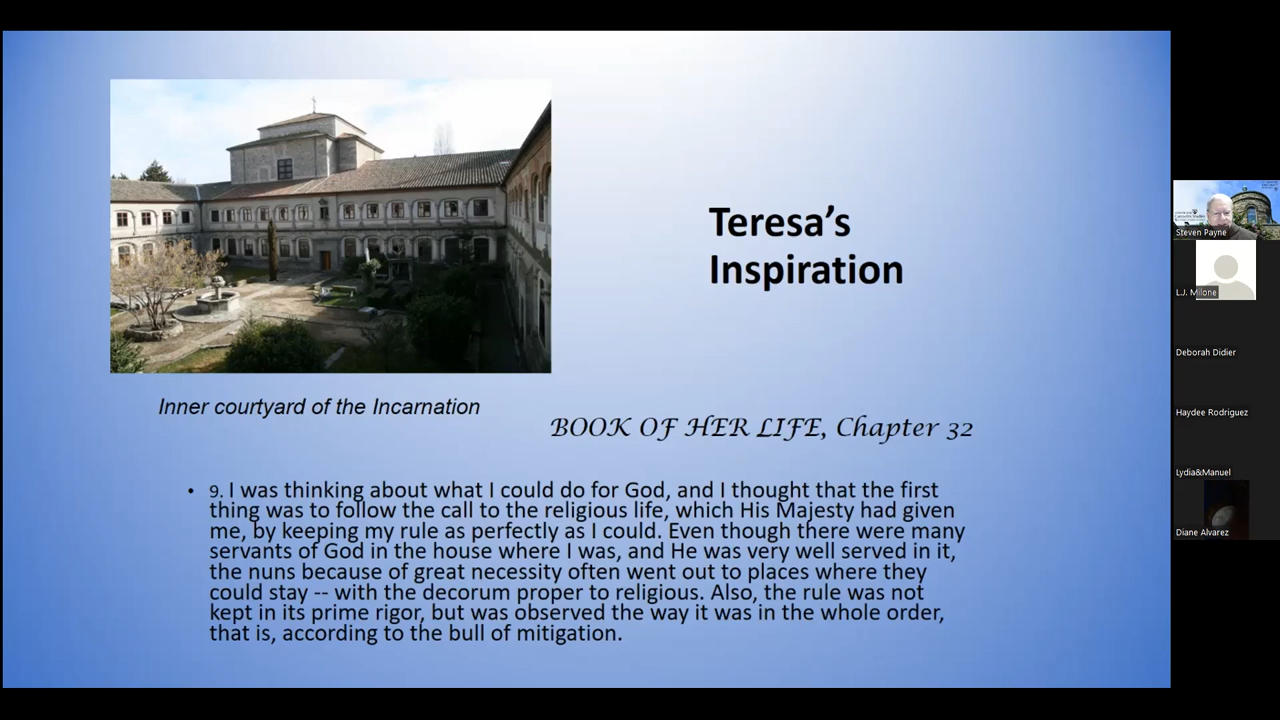 Teresa’s
Inspiration
Inner courtyard of the Incarnation
BOOK OF HER LIFE, Chapter 32
• 9. I was thinking about what I could do for God, and I thought that the first
thing was to follow the call to the religious life, which His Majesty had given
me, by keeping my rule as perfectly as I could. Even though there were many
servants of God in the house where I was, and He was very well served in it,
the nuns because of great necessity often went out to places where they
could stay -- with the decorum proper to religious. Also, the rule was not
kept in its prime rigor, but was observed the way it was in the whole order,
that is, according to the bull of mitigation.
Steven Payne
L.J. Milone
Deborah Didier
Haydee Rodriguez
Lydia&Manuel
Diane Alvarez